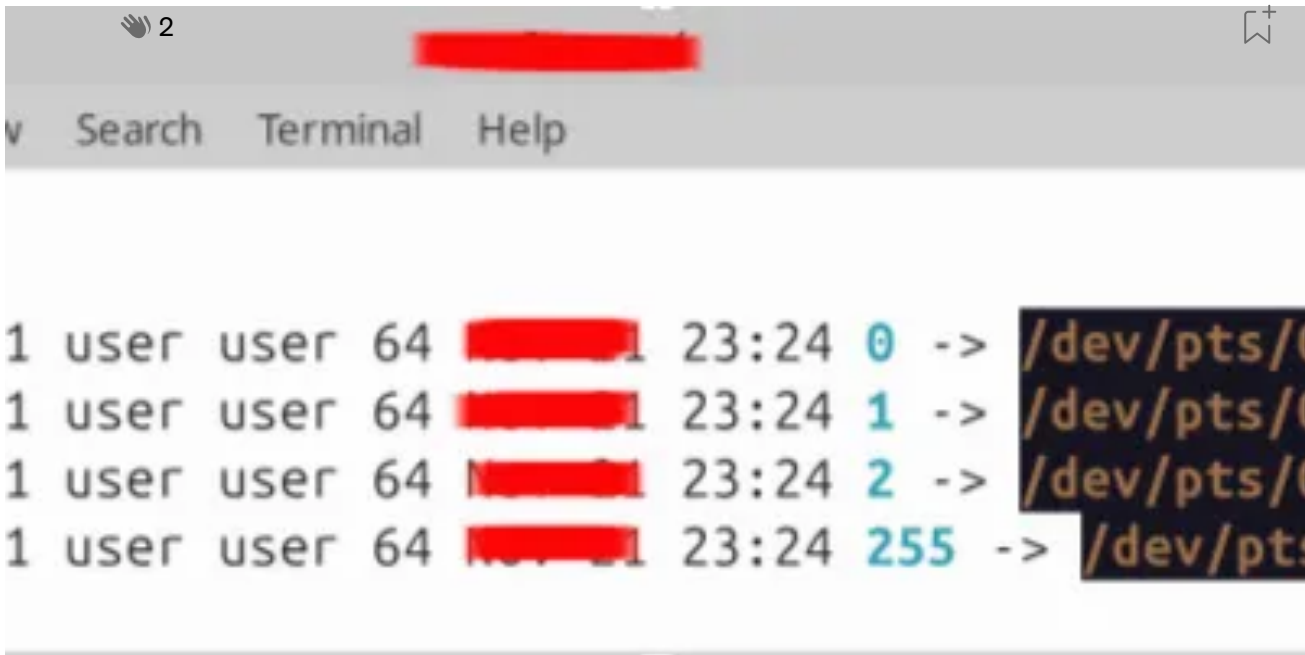 2
Search Terminal Help
1 user user 64 23:24 0 -> /dev/pts/
1 user user 64 23:24 1 -> /dev/pts/
1 user user 64 23:24 2 -> /dev/pts/
1 user user 64 23:24 255 -> /dev/pts